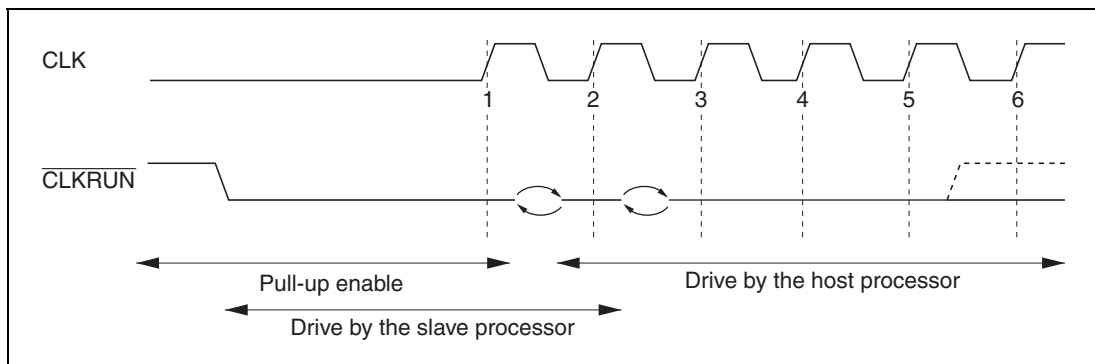 CLK
1 2 3 4 5 6
CLKRUN
Pull-up enable
Drive by the host processor
Drive by the slave processor